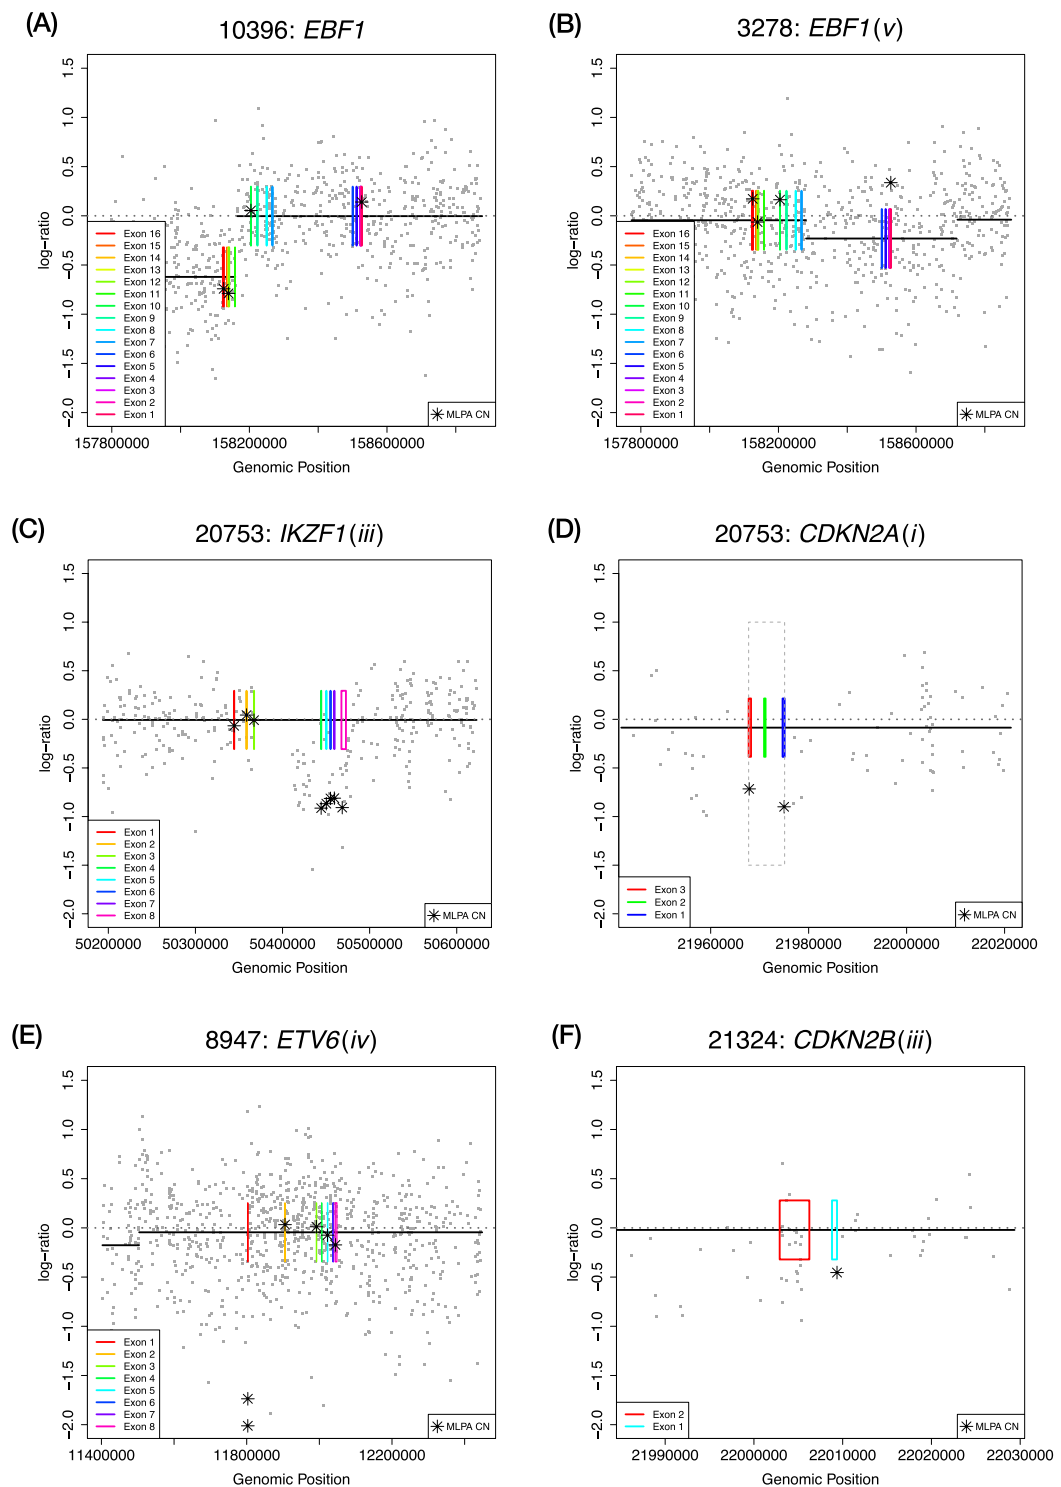 (A)
10396: EBF1
log−ratio
1.5
1.0
0.5
0.0
−0.5
−1.0
−1.5
−2.0
Exon 16
Exon 15
Exon 14
Exon 13
Exon 12
Exon 11
Exon 10
Exon 9
Exon 8
Exon 7
Exon 6
Exon 5
Exon 4
Exon 3
Exon 2
Exon 1
MLPA CN
157800000 158200000 158600000
Genomic Position
(B)
3278: EBF1(v)
log−ratio
1.5
1.0
0.5
0.0
−0.5
−1.0
−1.5
−2.0
Exon 16
Exon 15
Exon 14
Exon 13
Exon 12
Exon 11
Exon 10
Exon 9
Exon 8
Exon 7
Exon 6
Exon 5
Exon 4
Exon 3
Exon 2
Exon 1
MLPA CN
157800000 158200000 158600000
Genomic Position
(C)
20753: IKZF1(iii)
log−ratio
1.5
1.0
0.5
0.0
−0.5
−1.0
−1.5
−2.0
Exon 1
Exon 2
Exon 3
Exon 4
Exon 5
Exon 6
Exon 7
Exon 8
MLPA CN
50200000 50300000 50400000 50500000 50600000
Genomic Position
(D)
20753: CDKN2A(i)
log−ratio
1.5
1.0
0.5
0.0
−0.5
−1.0
−1.5
−2.0
Exon 3
Exon 2
Exon 1
MLPA CN
21960000 21980000 22000000 22020000
Genomic Position
(E)
8947: ETV6(iv)
log−ratio
1.5
1.0
0.5
0.0
−0.5
−1.0
−1.5
−2.0
Exon 1
Exon 2
Exon 3
Exon 4
Exon 5
Exon 6
Exon 7
Exon 8
MLPA CN
11400000 11800000 12200000
Genomic Position
(F)
21324: CDKN2B(iii)
log−ratio
1.5
1.0
0.5
0.0
−0.5
−1.0
−1.5
−2.0
Exon 2
Exon 1
MLPA CN
21990000 22000000 22010000 22020000 22030000
Genomic Position